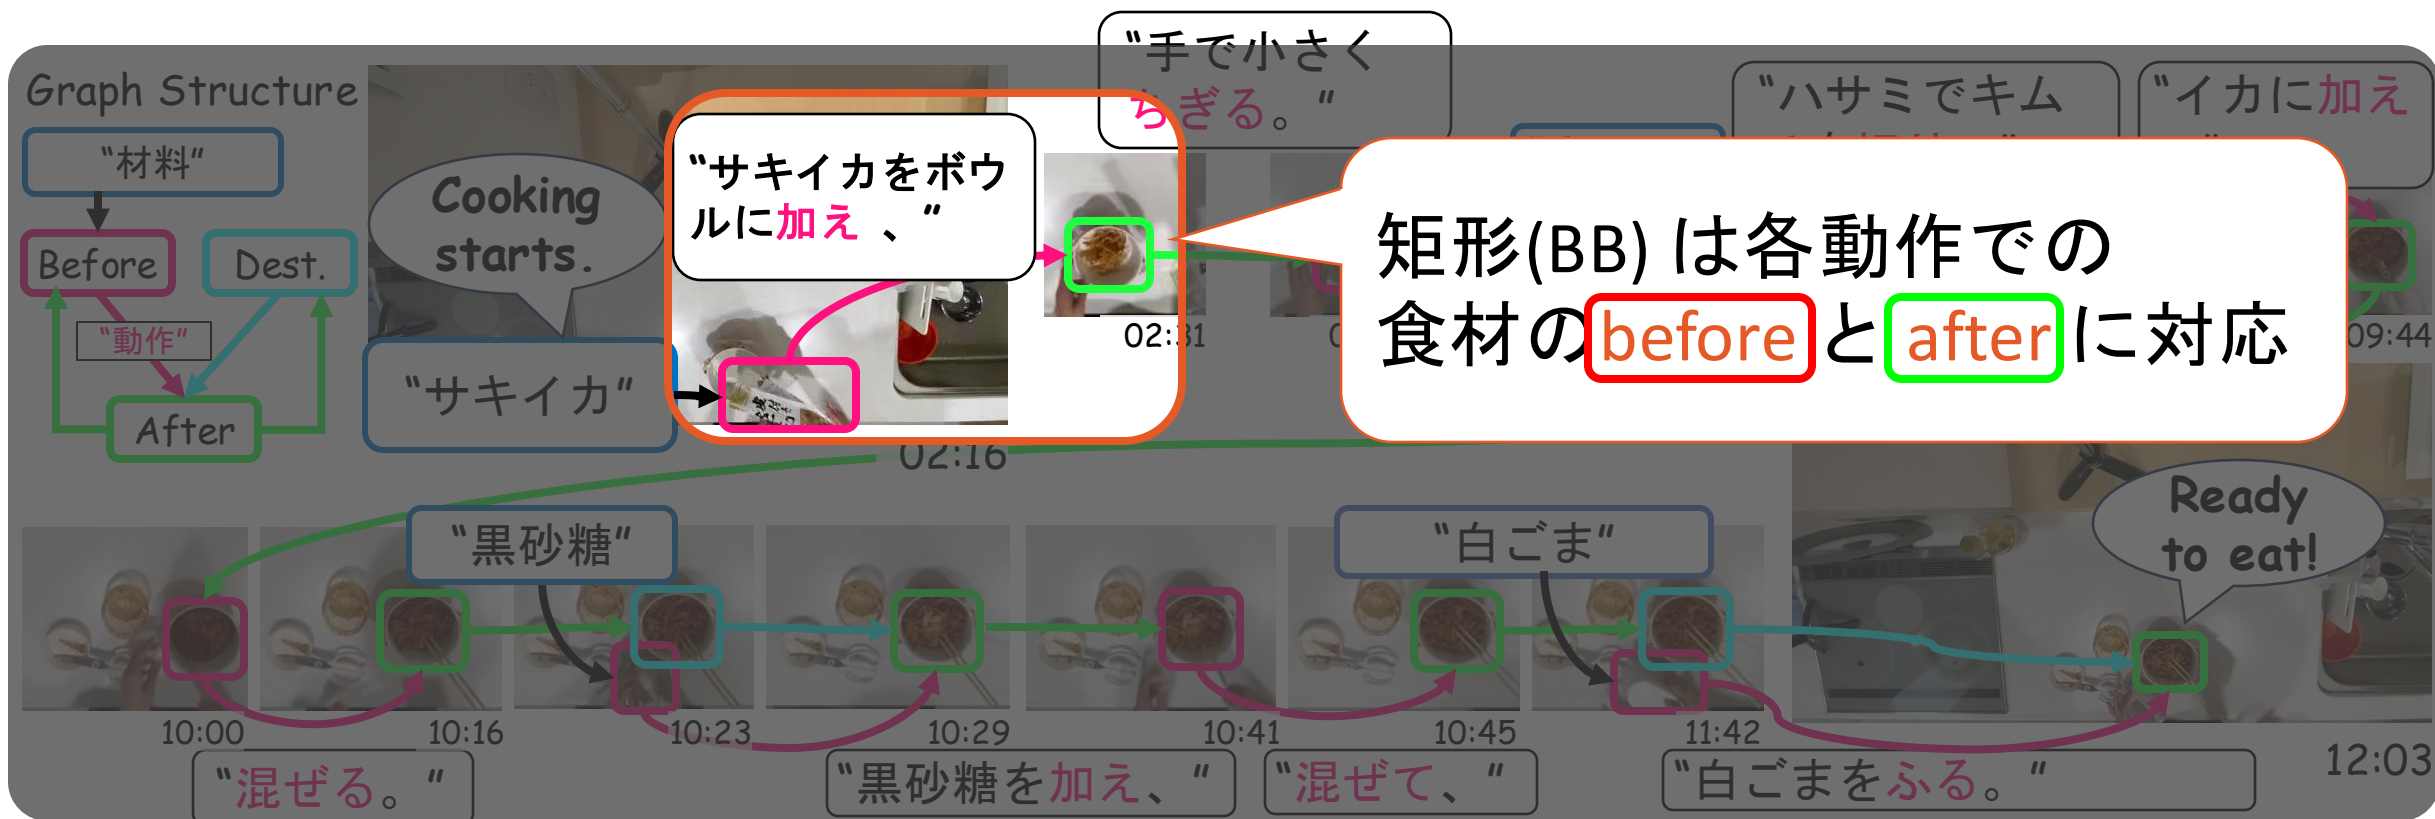 “手で小さく
ちぎる。”
Graph Structure
“ハサミでキム
“イカに加え
“材料”
Cooking
starts.
“サキイカをボウ
ルに加え 、”
Before
Dest.
矩形(BB) は各動作での
食材のbefore と after に対応
“動作”
02:31
09:44
“サキイカ”
After
02:16
Ready
to eat!
“黒砂糖”
“白ごま”
10:00
10:16
10:23
10:29
10:41
10:45
11:42
12:03
“混ぜる。”
“黒砂糖を加え、”
“混ぜて、”
“白ごまをふる。”